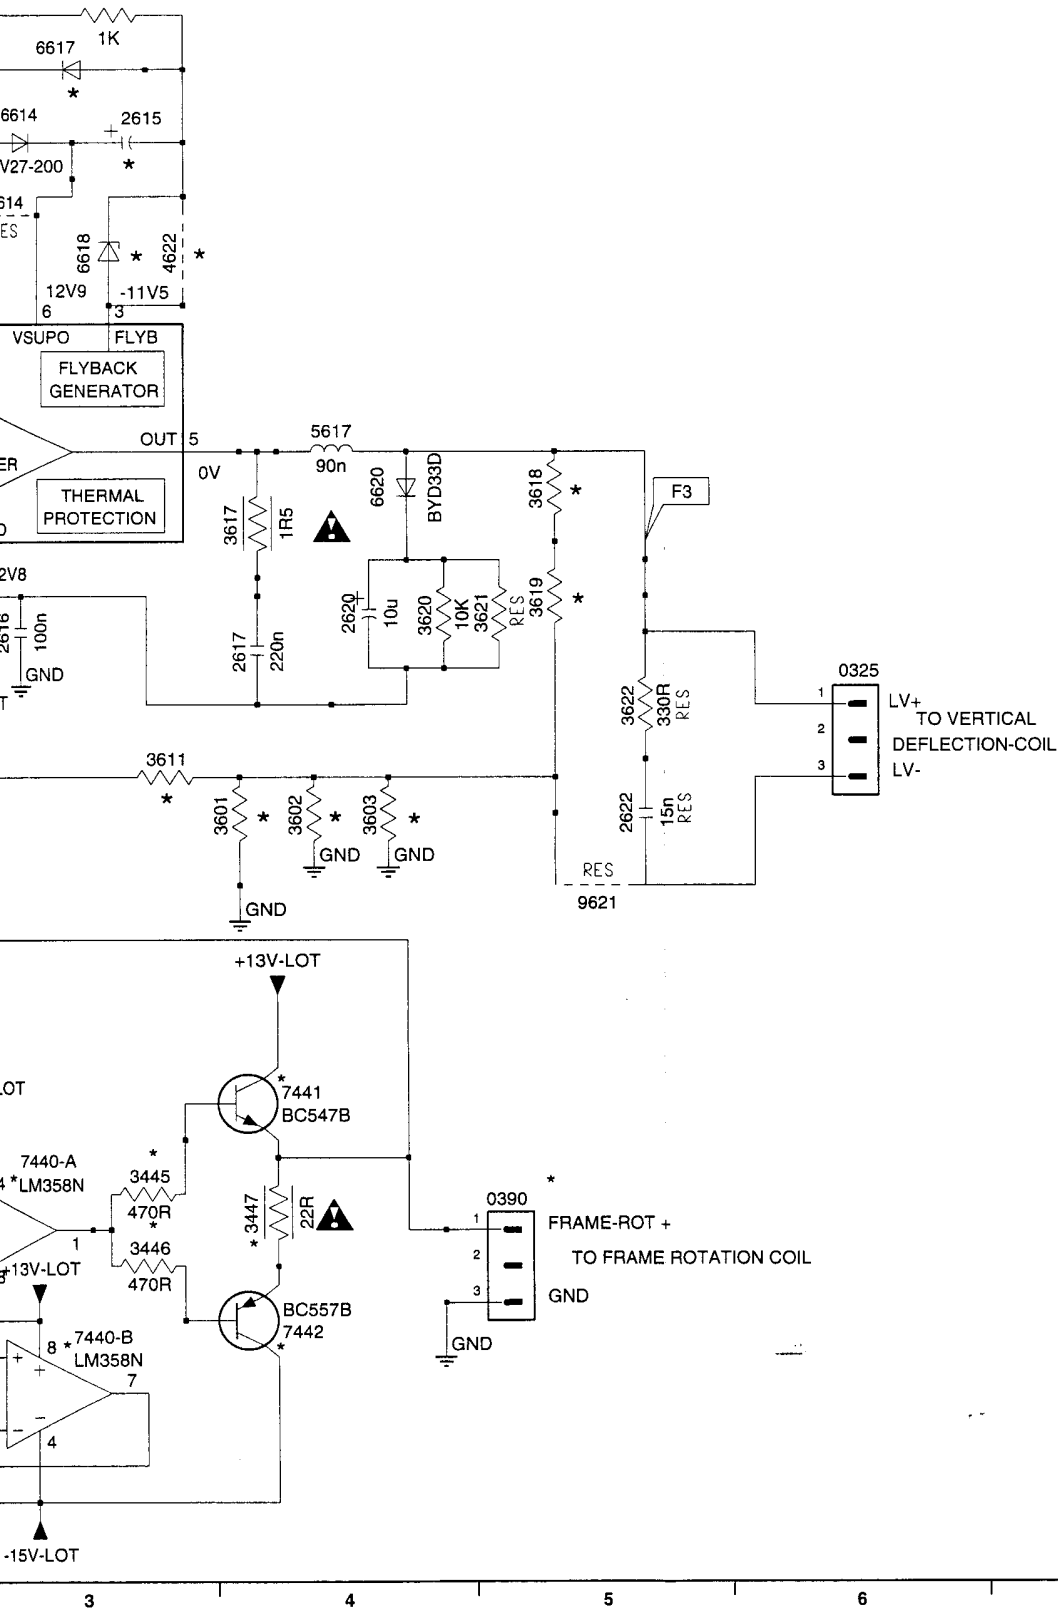 1K
6617
*
6614
+
2615
*
V27-200
614
ES
6618
*
4622
*
12V9
-11V5
6
3
VSUPO
FLYB
FLYBACK
GENERATOR
OUT
5
0V
ER
THERMAL
PROTECTION
5617
90n
6620
BYD33D
3618
*
F3
3617
1R5
3619
*
2V8
2616
100n
GND
T
2617
220n
2620
+
10u
3620
10K
3621
RES
3622
330R
RES
0325
1
LV+
2
TO VERTICAL
DEFLECTION-COIL
3
LV-
3611
*
3601
*
3602
*
3603
*
GND
GND
GND
2622
15n
RES
RES
9621
+13V-LOT
LOT
*
7441
BC547B
7440-A
*LM358N
*
3445
470R
*
3446
470R
1
+13V-LOT
*
3447
22R
*
0390
1
FRAME-ROT +
2
TO FRAME ROTATION COIL
3
GND
GND
BC557B
7442
*
8
*
7440-B
LM358N
+
+
7
−
−
4
-15V-LOT
3
4
5
6